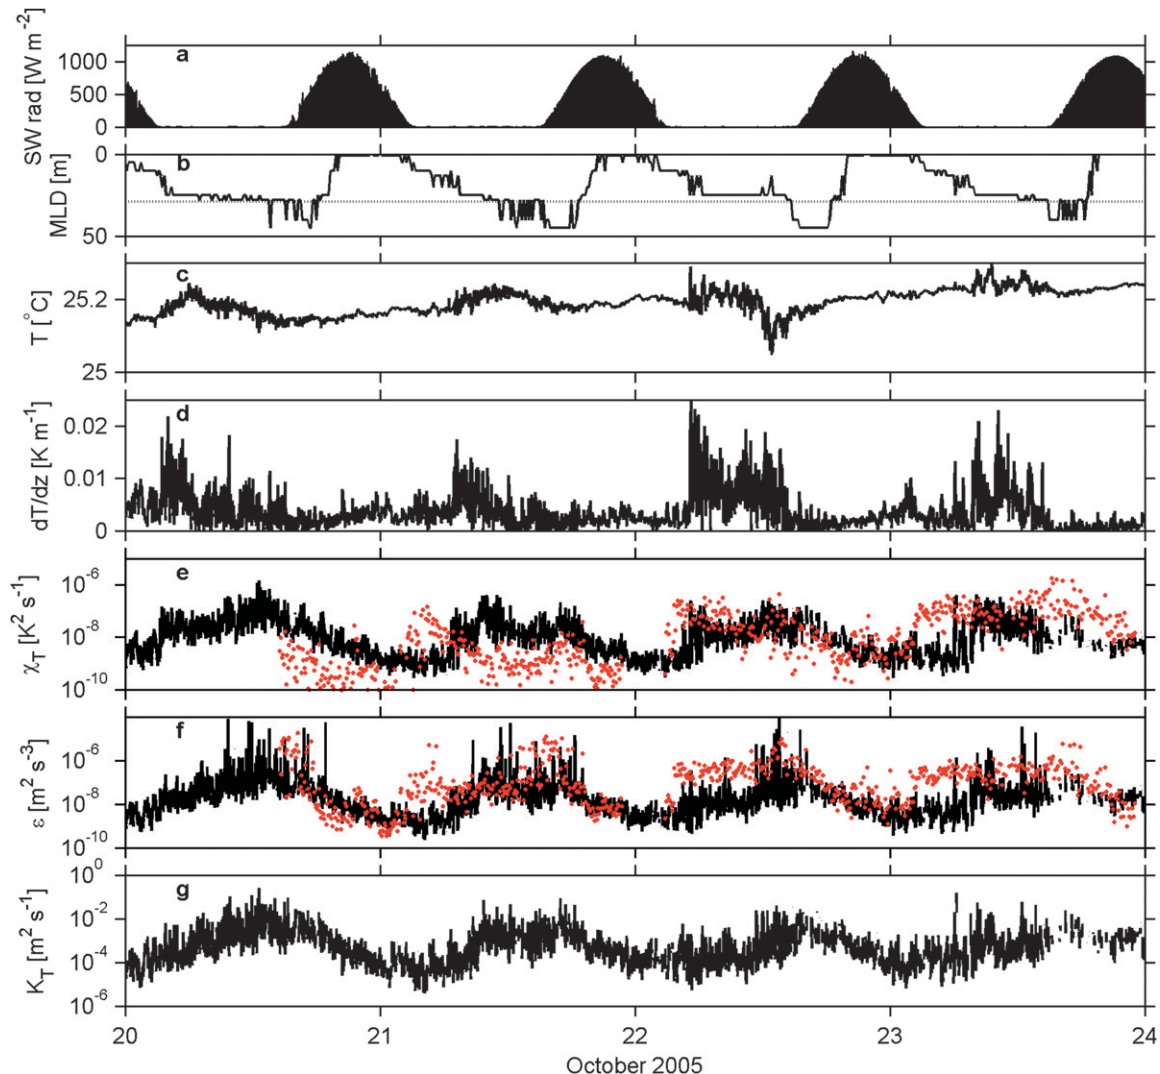 SW rad [W m-2]
1000
500
0
a
MLD [m]
0
50
b
T [°C]
25.2
25
c
dT/dz [K m-1]
0.02
0.01
0
d
χT [K2 s-1]
10-6
10-8
10-10
e
ε [m2 s-3]
10-6
10-8
10-10
f
KT [m2 s-1]
100
10-2
10-4
10-6
g
20 21 22 23 24
October 2005